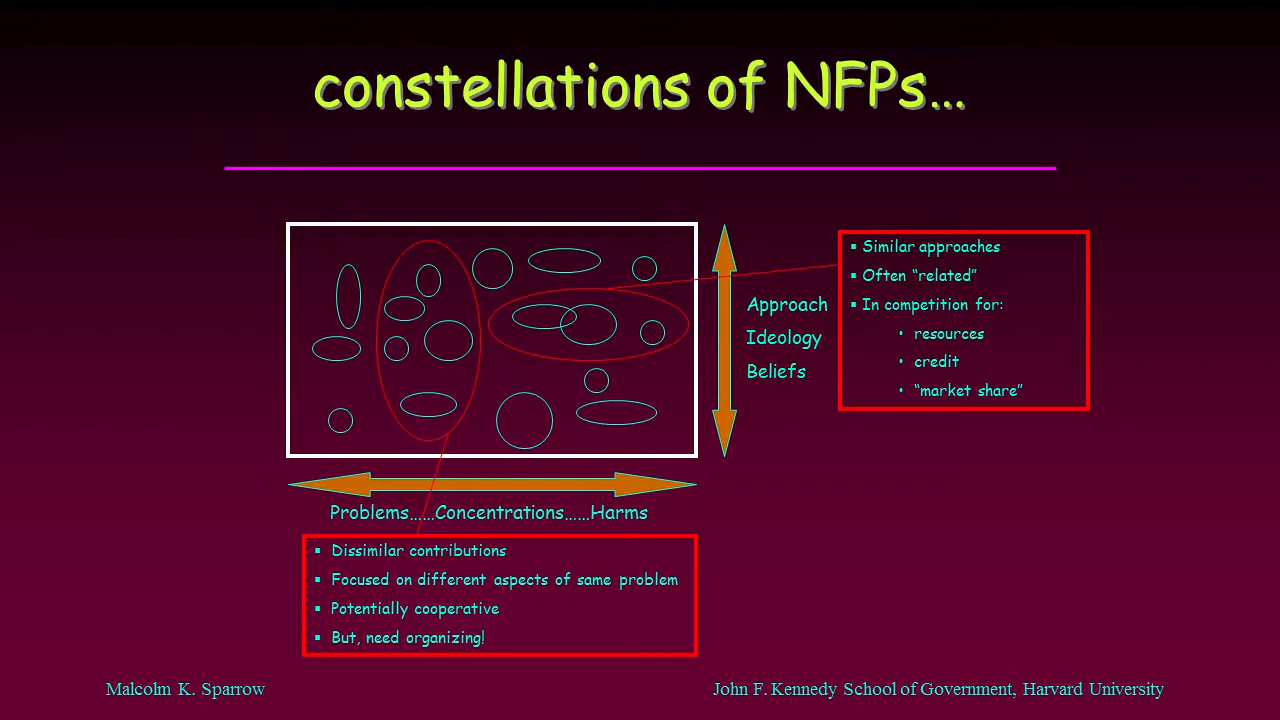 constellations of NFPs…
▪ Similar approaches
▪ Often “related”
▪ In competition for:
• resources
• credit
• “market share”
Approach
Ideology
Beliefs
Problems……Concentrations……Harms
▪ Dissimilar contributions
▪ Focused on different aspects of same problem
▪ Potentially cooperative
▪ But, need organizing!
Malcolm K. Sparrow
John F. Kennedy School of Government, Harvard University